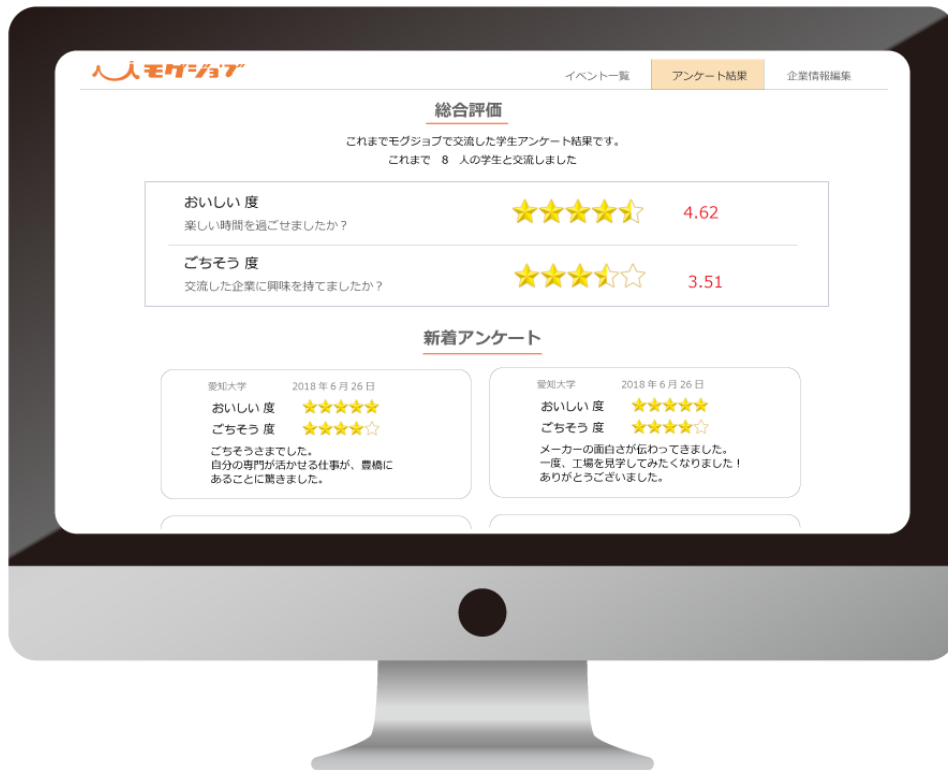 モグジョブ
イベント一覧 アンケート結果 企業情報編集
総合評価
これまでモグジョブで交流した学生アンケート結果です。
これまで 8 人の学生と交流しました
おいしい 度
楽しい時間を過ごせましたか？
4.62
ごちそう 度
交流した企業に興味を持てましたか？
3.51
新着アンケート
愛知大学 2018年6月26日
おいしい 度
ごちそう 度
ごちそうさまでした。
自分の専門が活かせる仕事が、豊橋に
あることに驚きました。
愛知大学 2018年6月26日
おいしい 度
ごちそう 度
メーカーの面白さが伝わってきました。
一度、工場を見学してみたくなりました！
ありがとうございました。